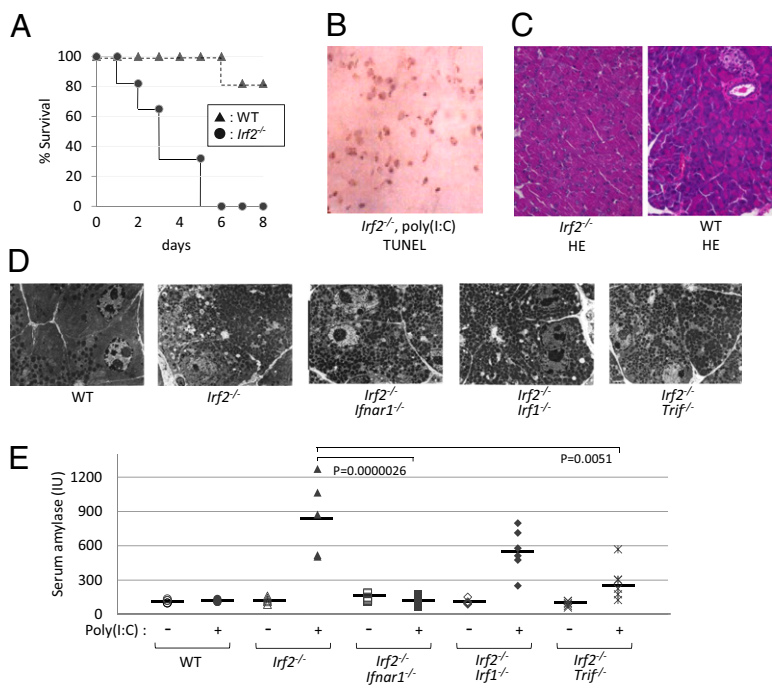 A
% Survival
100
80
60
40
20
0
0 2 4 6 8
days
▲ : WT
● : Irf2-/-
B
Irf2-/-, poly(I:C)
TUNEL
C
Irf2-/-
HE
WT
HE
D
WT
Irf2-/-
Irf2-/-
Ifnar1-/-
Irf2-/-
Irf1-/-
Irf2-/-
Trif-/-
E
Serum amylase (IU)
1200
900
600
300
0
P=0.0000026
P=0.0051
Poly(I:C) : - + - + - + - + - +
WT
Irf2-/-
Irf2-/-
Ifnar1-/-
Irf2-/-
Irf1-/-
Irf2-/-
Trif-/-